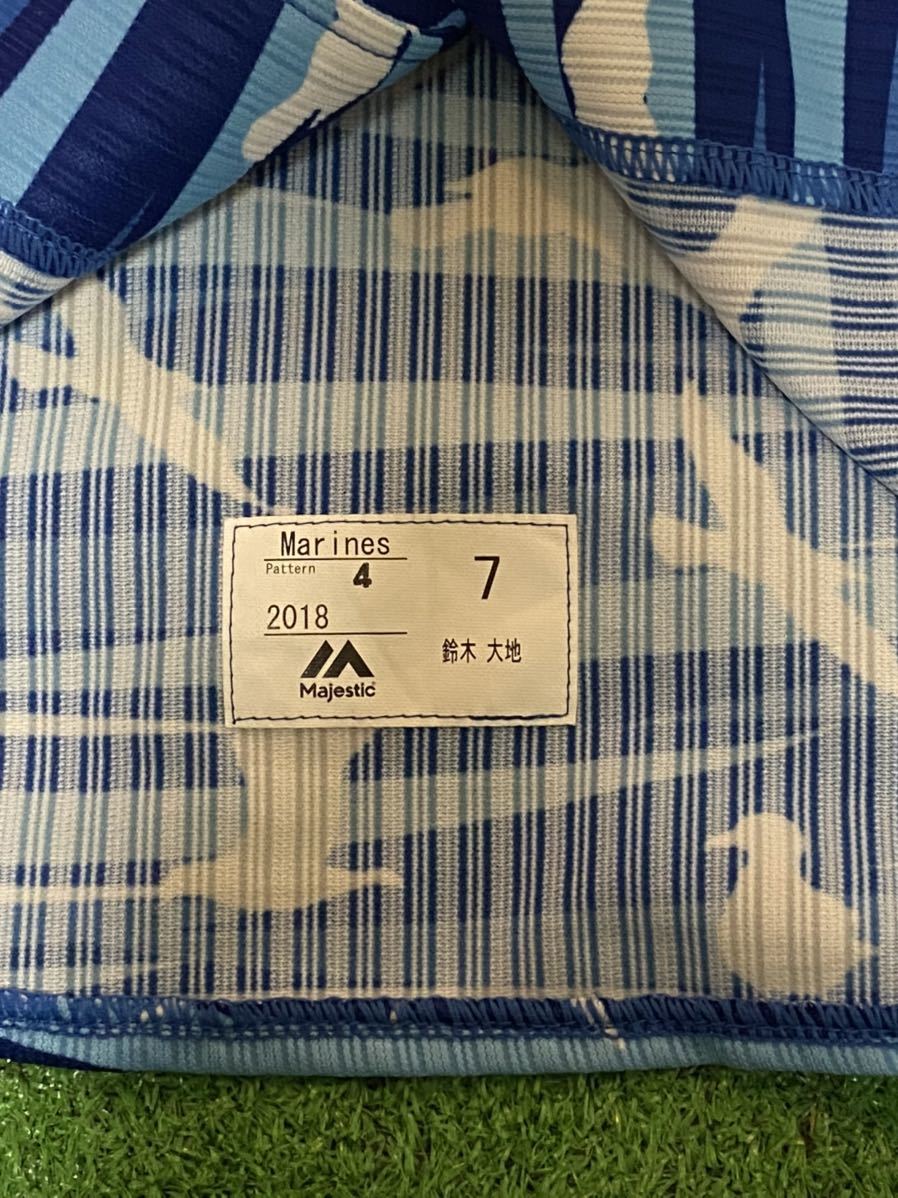 Marines
Pattern 4
2018
Majestic
7
鈴木 大地